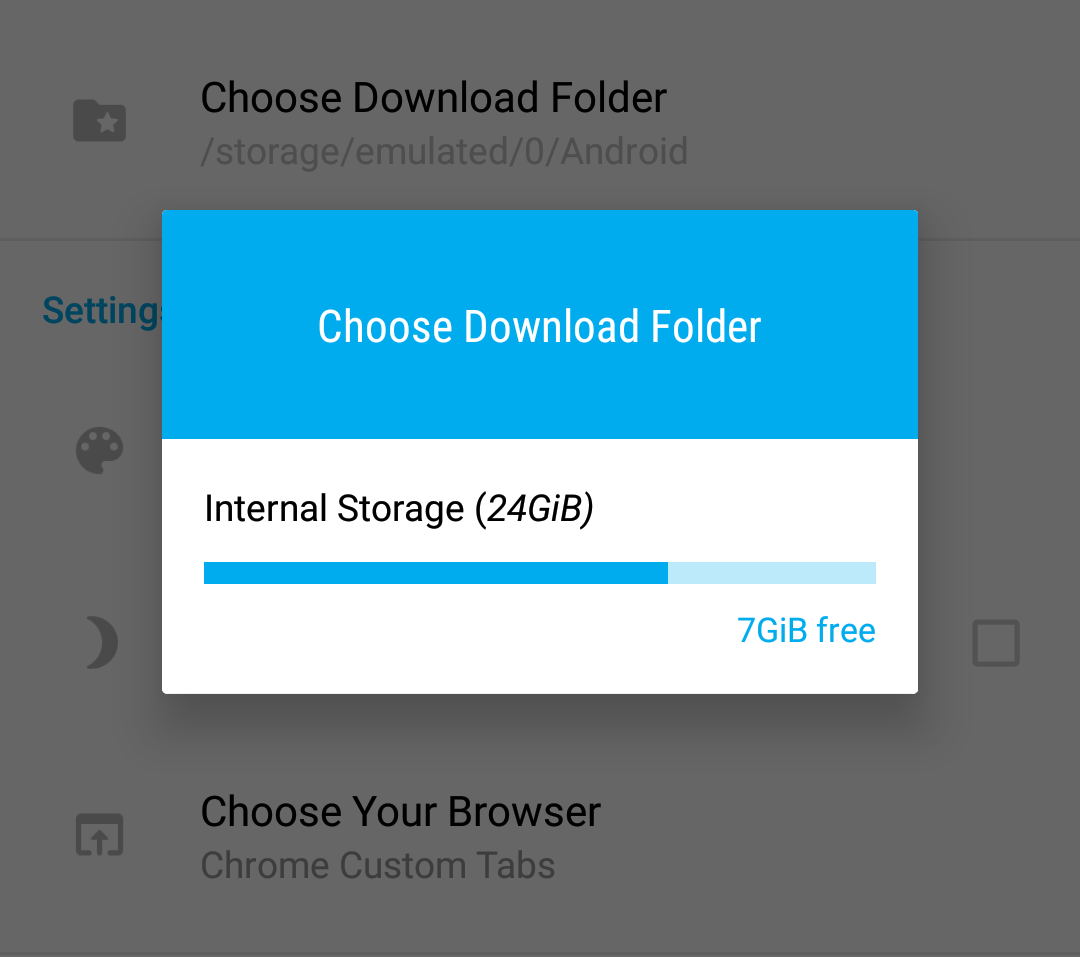 Choose Download Folder
/storage/emulated/0/Android
Settings
Choose Download Folder
Internal Storage (24GiB)
7GiB free
Choose Your Browser
Chrome Custom Tabs